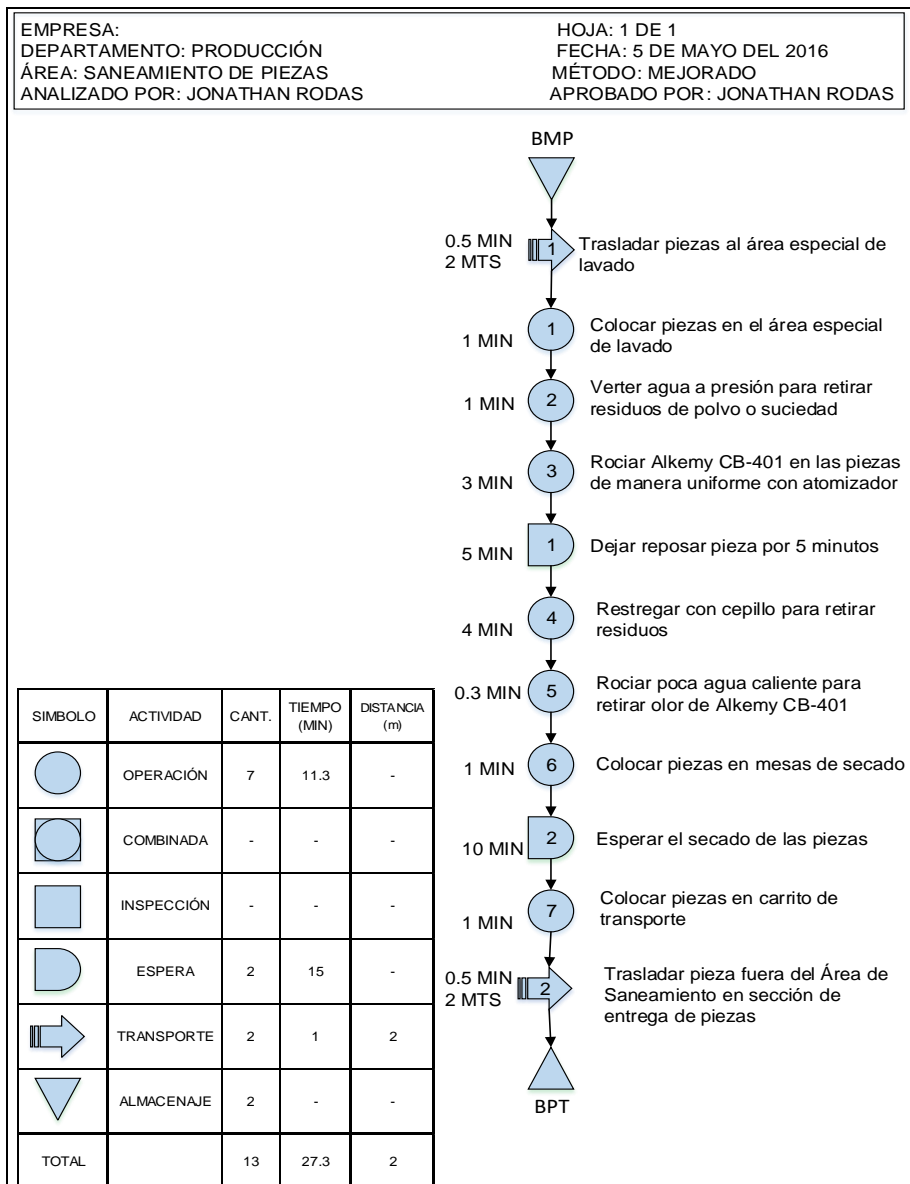 EMPRESA:
HOJA: 1 DE 1
DEPARTAMENTO: PRODUCCIÓN
FECHA: 5 DE MAYO DEL 2016
ÁREA: SANEAMIENTO DE PIEZAS
MÉTODO: MEJORADO
ANALIZADO POR: JONATHAN RODAS
APROBADO POR: JONATHAN RODAS
BMP
0.5 MIN
2 MTS
1
Trasladar piezas al área especial de
lavado
1 MIN
1
Colocar piezas en el área especial
de lavado
1 MIN
2
Verter agua a presión para retirar
residuos de polvo o suciedad
3 MIN
3
Rociar Alkemy CB-401 en las piezas
de manera uniforme con atomizador
5 MIN
1
Dejar reposar pieza por 5 minutos
4 MIN
4
Restregar con cepillo para retirar
residuos
0.3 MIN
5
Rociar poca agua caliente para
retirar olor de Alkemy CB-401
1 MIN
6
Colocar piezas en mesas de secado
10 MIN
2
Esperar el secado de las piezas
1 MIN
7
Colocar piezas en carrito de
transporte
0.5 MIN
2 MTS
2
Trasladar pieza fuera del Área de
Saneamiento en sección de
entrega de piezas
BPT
SIMBOLO ACTIVIDAD CANT. TIEMPO (MIN) DISTANCIA (m)
OPERACIÓN 7 11.3 -
COMBINADA - - -
INSPECCIÓN - - -
ESPERA 2 15 -
TRANSPORTE 2 1 2
ALMACENAJE 2 - -
TOTAL 13 27.3 2